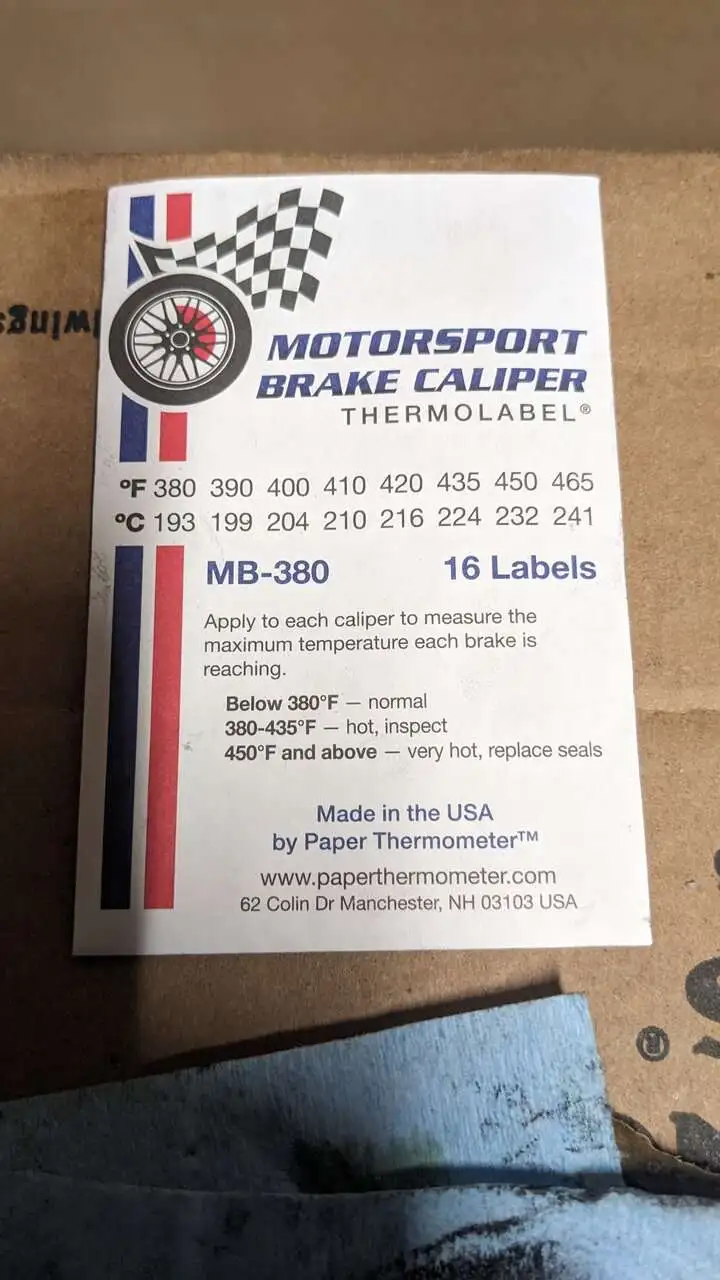 MOTORSPORT
BRAKE CALIPER
THERMOLABEL®
°F 380 390 400 410 420 435 450 465
°C 193 199 204 210 216 224 232 241
MB-380 16 Labels
Apply to each caliper to measure the
maximum temperature each brake is
reaching.
Below 380°F — normal
380-435°F — hot, inspect
450°F and above — very hot, replace seals
Made in the USA
by Paper Thermometer™
www.paperthermometer.com
62 Colin Dr Manchester, NH 03103 USA
®